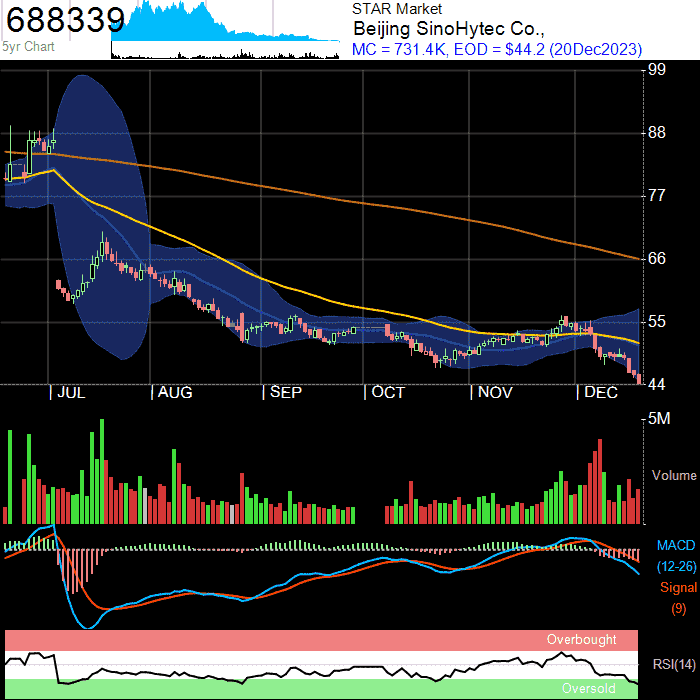 688339
5yr Chart
STAR Market
Beijing SinoHytec Co.,
MC = 731.4K, EOD = $44.2 (20Dec2023)
99
88
77
66
55
44
| JUL | AUG | SEP | OCT | NOV | DEC
5M
Volume
MACD
(12-26)
Signal
(9)
Overbought
RSI(14)
Oversold